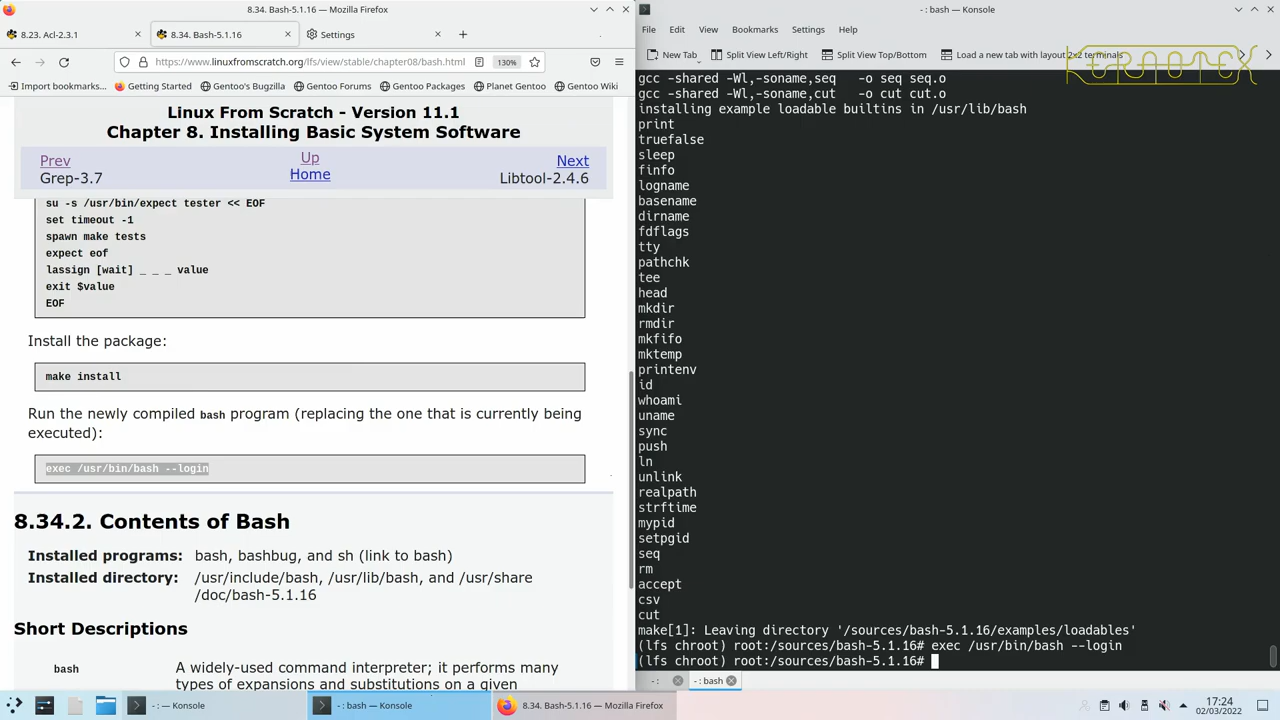 8.34. Bash-5.1.16 — Mozilla Firefox
8.23. Acl-2.3.1
8.34. Bash-5.1.16
Settings
https://www.linuxfromscratch.org/lfs/view/stable/chapter08/bash.html
130%
Import bookmarks...
Getting Started
Gentoo's Bugzilla
Gentoo Forums
Gentoo Packages
Planet Gentoo
Gentoo Wiki
Linux From Scratch - Version 11.1
Chapter 8. Installing Basic System Software
Prev
Up
Next
Grep-3.7
Home
Libtool-2.4.6
su -s /usr/bin/expect tester << EOF
set timeout -1
spawn make tests
expect eof
lassign [wait] _ _ _ value
exit $value
EOF
Install the package:
make install
Run the newly compiled bash program (replacing the one that is currently being
executed):
exec /usr/bin/bash --login
8.34.2. Contents of Bash
Installed programs: bash, bashbug, and sh (link to bash)
Installed directory: /usr/include/bash, /usr/lib/bash, and /usr/share
/doc/bash-5.1.16
Short Descriptions
bash A widely-used command interpreter; it performs many
types of expansions and substitutions on a given
- : bash — Konsole
File Edit View Bookmarks Settings Help
New Tab
Split View Left/Right
Split View Top/Bottom
Load a new tab with layout 2x2 terminals
KERNOTEX
gcc -shared -Wl,-soname,seq -o seq seq.o
gcc -shared -Wl,-soname,cut -o cut cut.o
installing example loadable builtins in /usr/lib/bash
print
truefalse
sleep
finfo
logname
basename
dirname
fdflags
tty
pathchk
tee
head
mkdir
rmdir
mkfifo
mktemp
printenv
id
whoami
uname
sync
push
ln
unlink
realpath
strftime
mypid
setpgid
seq
rm
accept
csv
cut
make[1]: Leaving directory '/sources/bash-5.1.16/examples/loadables'
(lfs chroot) root:/sources/bash-5.1.16# exec /usr/bin/bash --login
(lfs chroot) root:/sources/bash-5.1.16#
- :
- : bash
- : — Konsole
- : bash — Konsole
8.34. Bash-5.1.16 — Mozilla Firefox
17:24
02/03/2022